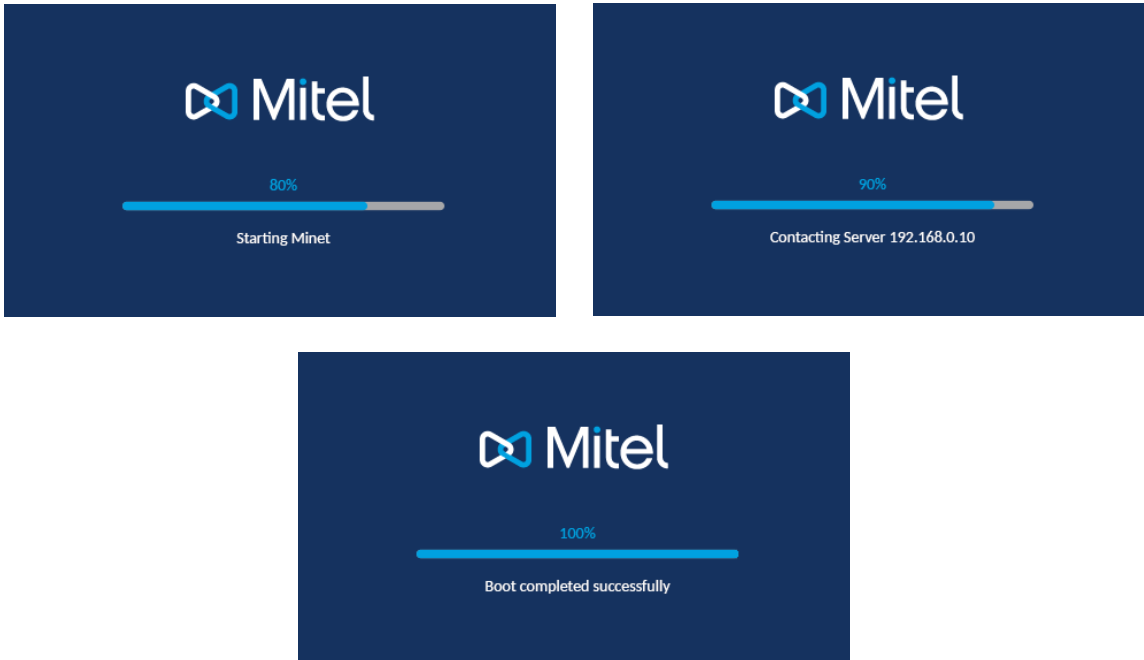 Mitel
80%
Starting Minet
Mitel
90%
Contacting Server 192.168.0.10
Mitel
100%
Boot completed successfully